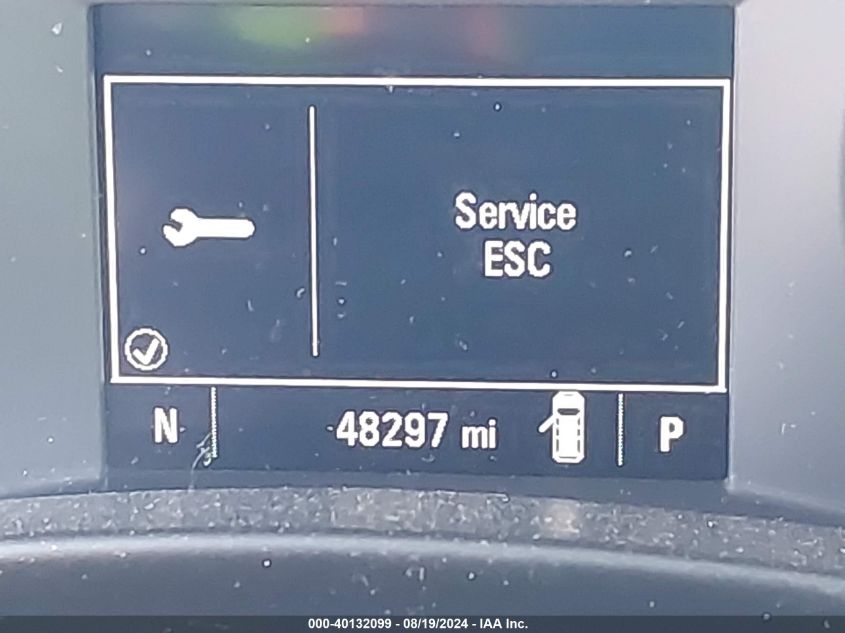 Service
ESC
N 48297 mi P
000-40132099 - 08/19/2024 - IAA Inc.